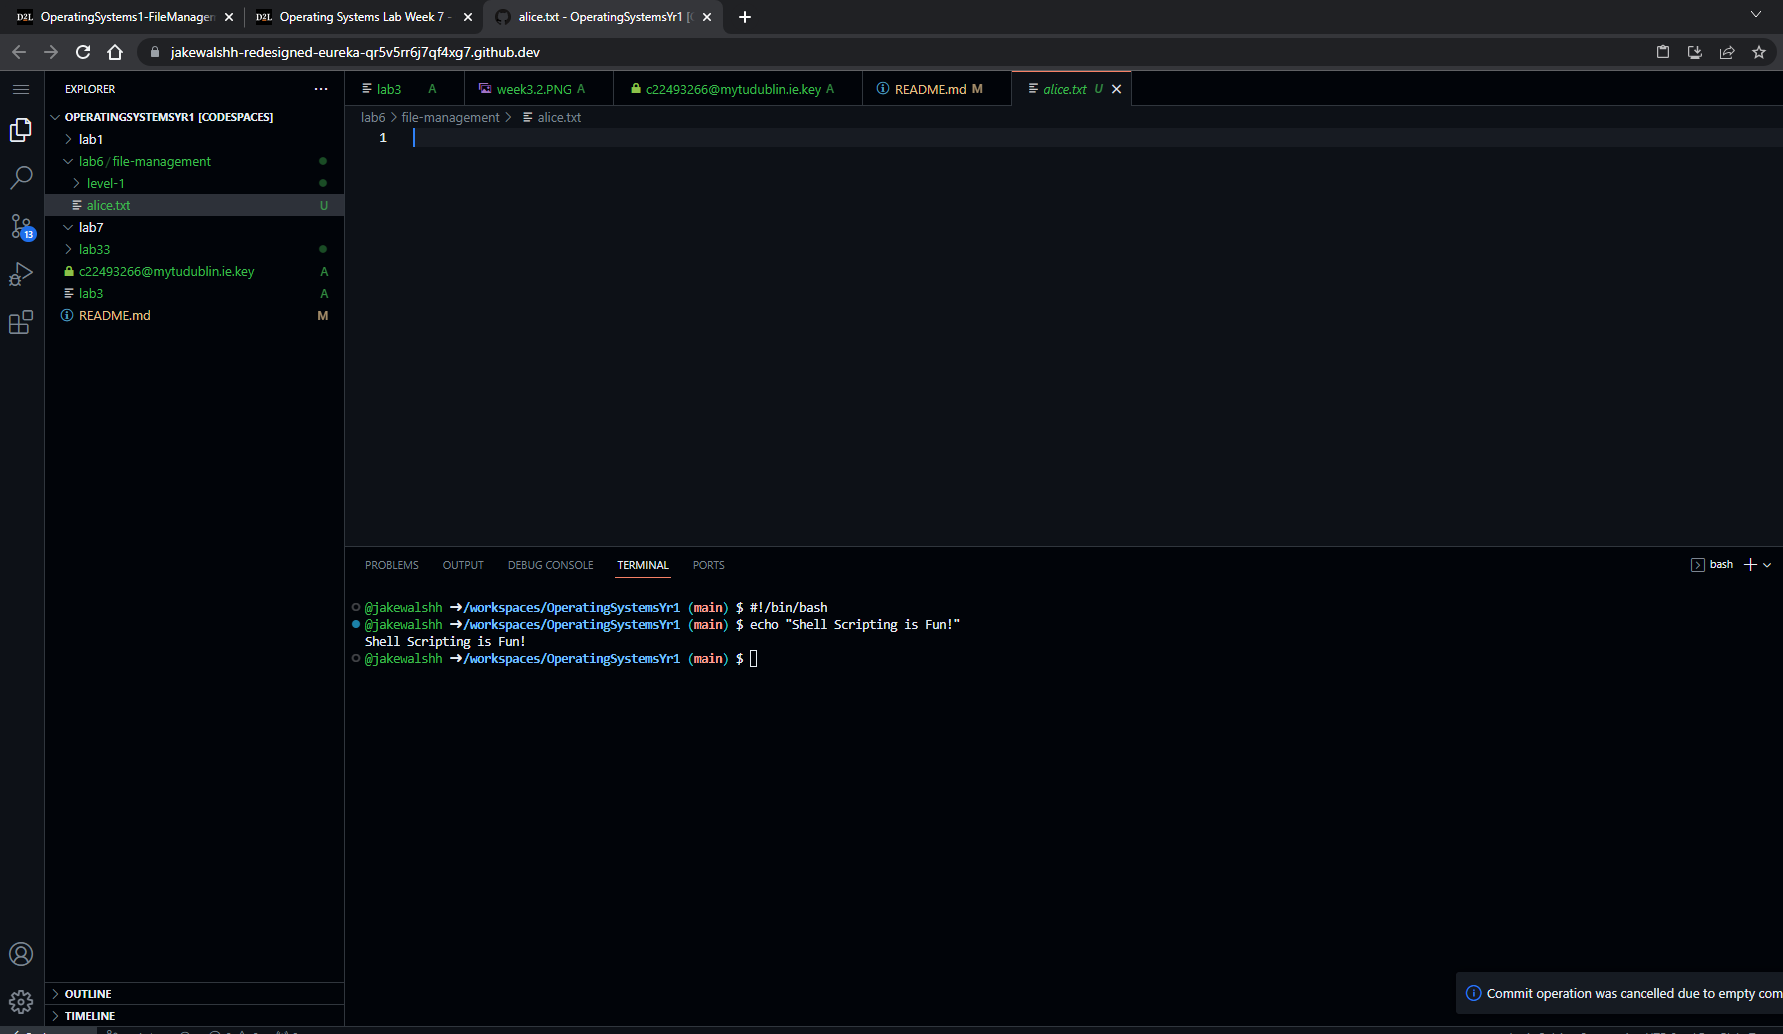 D2L OperatingSystems1-FileManagen
D2L Operating Systems Lab Week 7 -
alice.txt - OperatingSystemsYr1 [
jakewalshh-redesigned-eureka-qr5v5rr6j7qf4xg7.github.dev
EXPLORER
OPERATINGSYSTEMSYR1 [CODESPACES]
lab1
lab6/file-management
level-1
alice.txt U
lab7
lab33
c22493266@mytudublin.ie.key A
lab3 A
README.md M
13
OUTLINE
TIMELINE
lab3 A
week3.2.PNG A
c22493266@mytudublin.ie.key A
README.md M
alice.txt U
lab6 > file-management > alice.txt
1
PROBLEMS OUTPUT DEBUG CONSOLE TERMINAL PORTS
bash
@jakewalshh ➜/workspaces/OperatingSystemsYr1 (main) $ #!/bin/bash
@jakewalshh ➜/workspaces/OperatingSystemsYr1 (main) $ echo "Shell Scripting is Fun!"
Shell Scripting is Fun!
@jakewalshh ➜/workspaces/OperatingSystemsYr1 (main) $
Commit operation was cancelled due to empty com